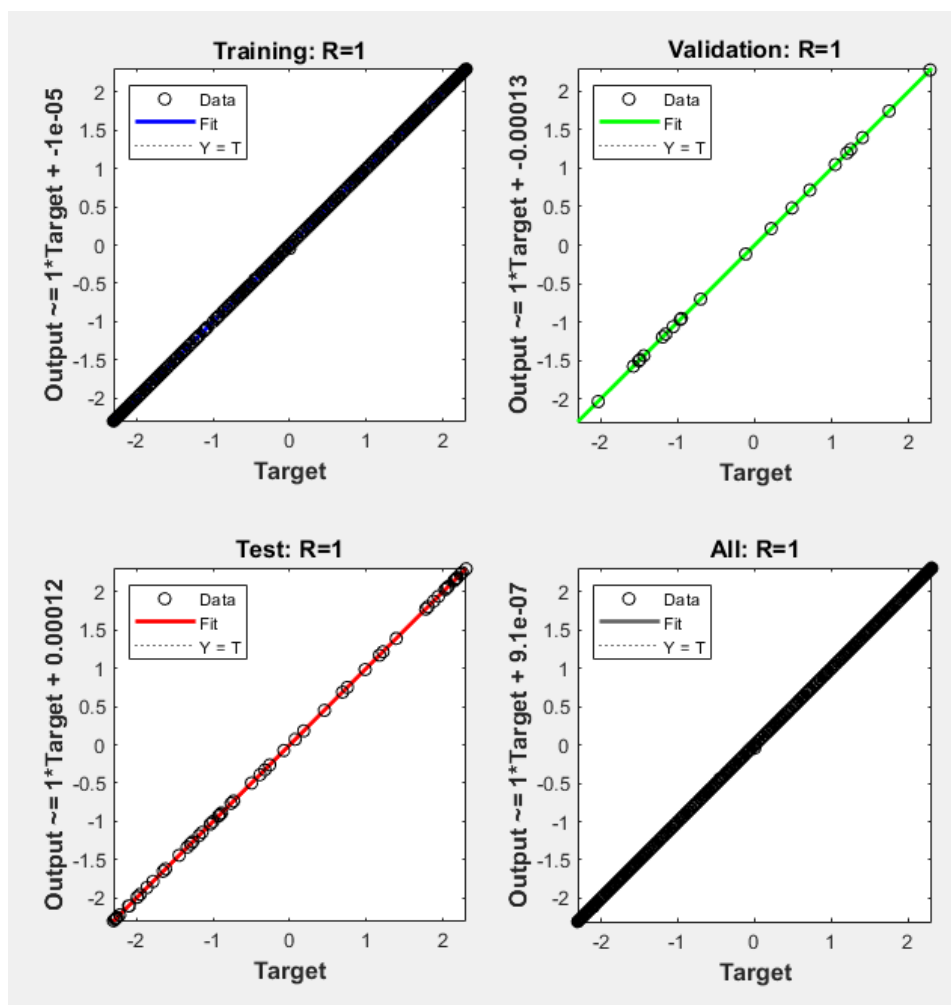 Training: R=1
Output ~= 1*Target + -1e-05
Data
Fit
Y = T
2
1.5
1
0.5
0
-0.5
-1
-1.5
-2
-2
-1
0
1
2
Target
Validation: R=1
Output ~= 1*Target + -0.00013
Data
Fit
Y = T
2
1.5
1
0.5
0
-0.5
-1
-1.5
-2
-2
-1
0
1
2
Target
Test: R=1
Output ~= 1*Target + 0.00012
Data
Fit
Y = T
2
1.5
1
0.5
0
-0.5
-1
-1.5
-2
-2
-1
0
1
2
Target
All: R=1
Output ~= 1*Target + 9.1e-07
Data
Fit
Y = T
2
1.5
1
0.5
0
-0.5
-1
-1.5
-2
-2
-1
0
1
2
Target